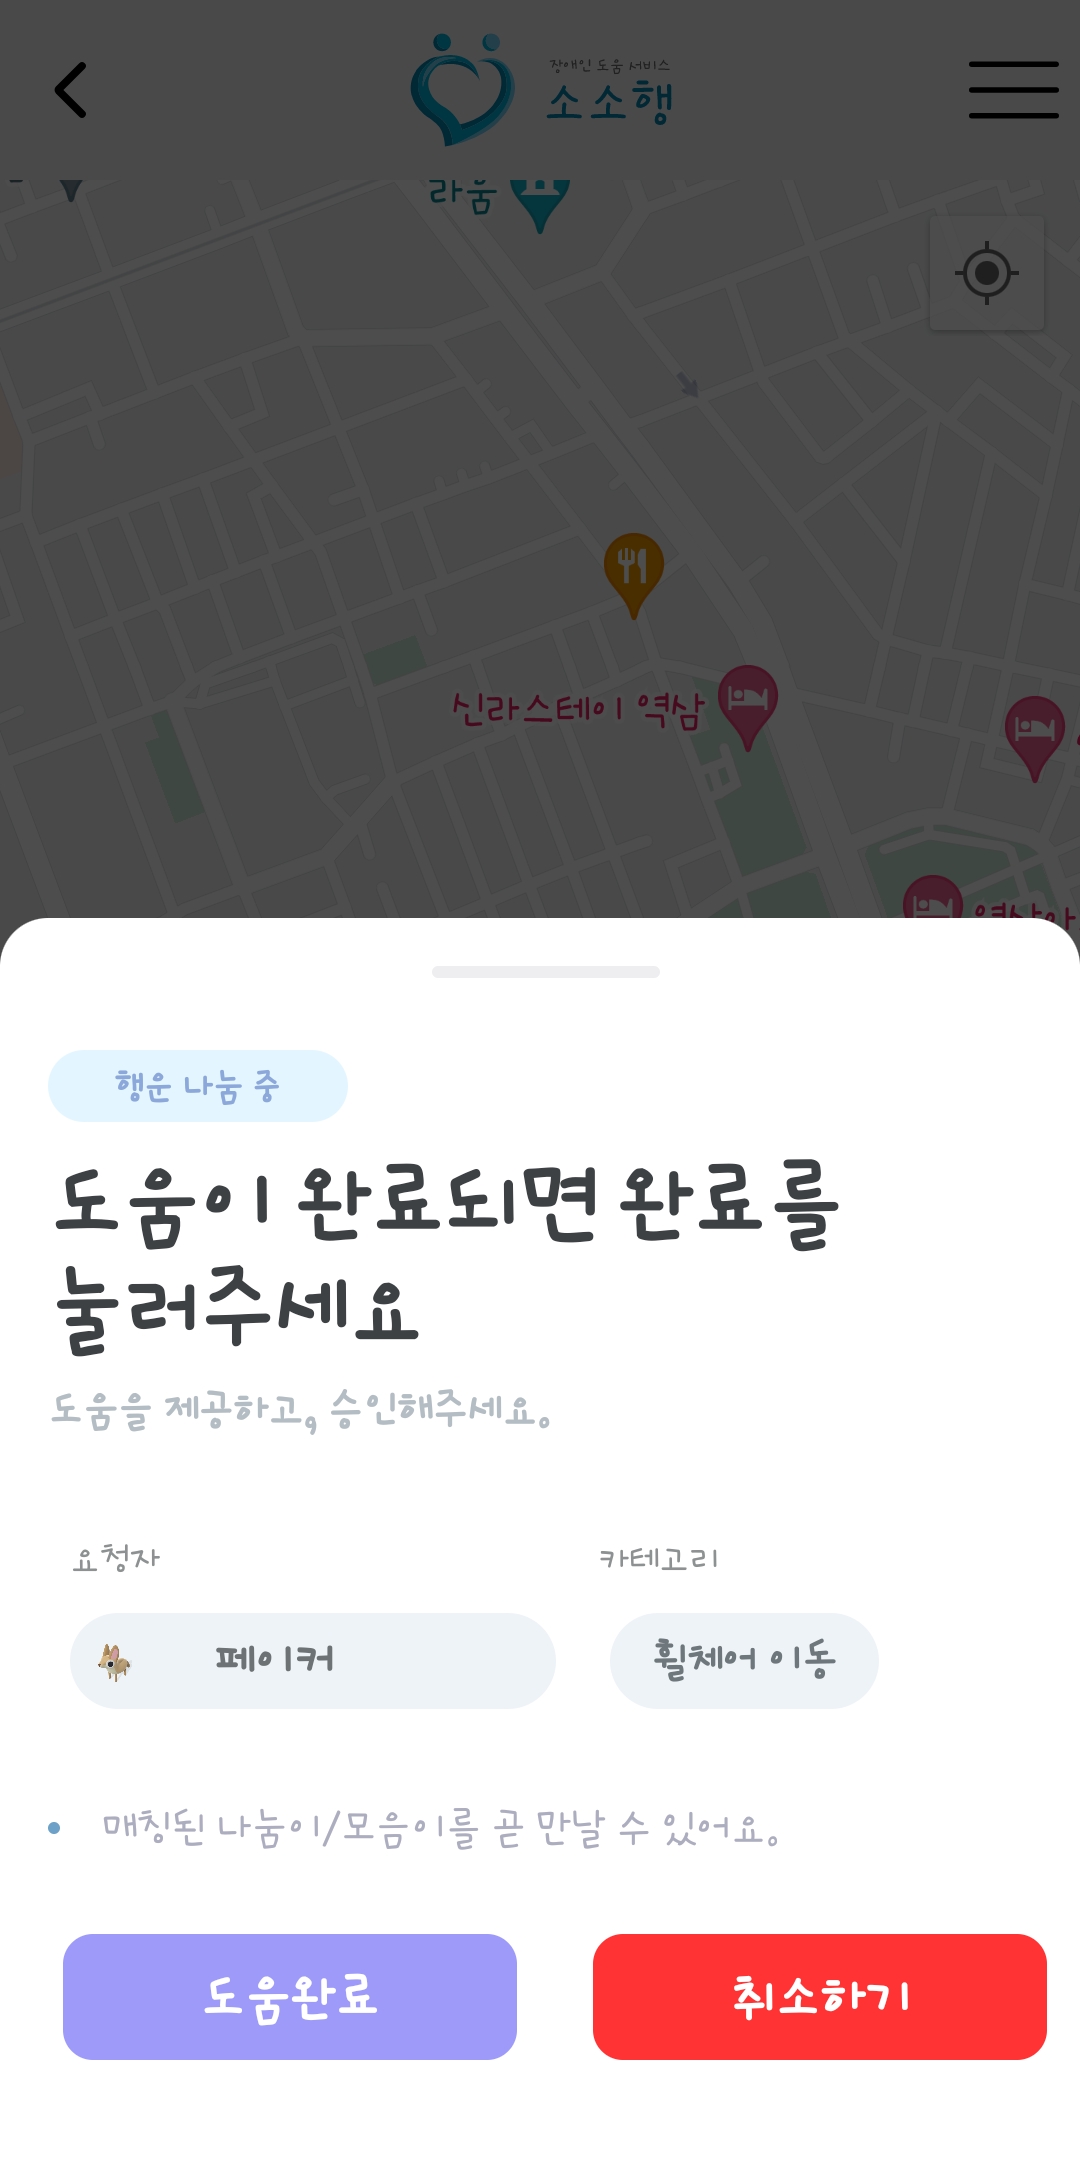 장애인 도움 서비스
소소행
라움
신라스테이 역삼
행운 나눔 중
도움이 완료되면 완료를
눌러주세요
도움을 제공하고, 승인해주세요.
요청자
카테고리
페이커
휠체어 이동
매칭된 나눔이/모음이를 곧 만날 수 있어요.
도움완료
취소하기